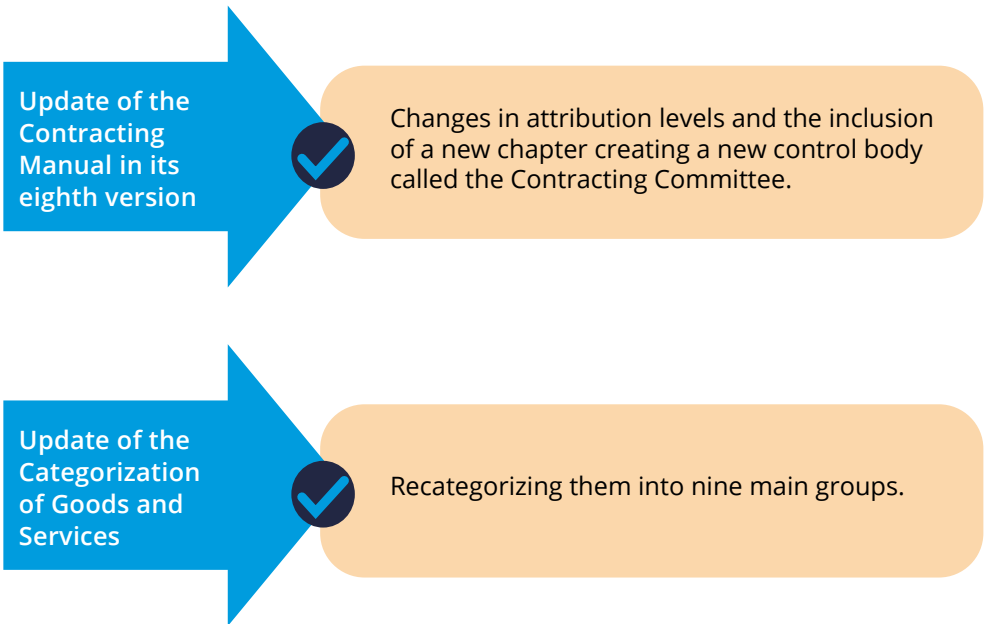 Update of the
Contracting
Manual in its
eighth version
Changes in attribution levels and the inclusion
of a new chapter creating a new control body
called the Contracting Committee.
Update of the
Categorization
of Goods and
Services
Recategorizing them into nine main groups.